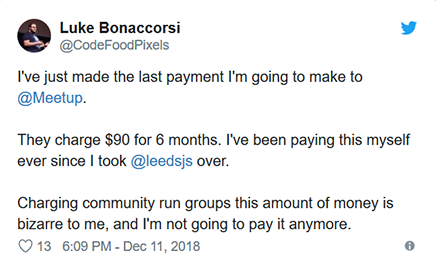 Luke Bonaccorsi
@CodeFoodPixels
I've just made the last payment I'm going to make to
@Meetup.
They charge $90 for 6 months. I've been paying this myself
ever since I took @leedsjs over.
Charging community run groups this amount of money is
bizarre to me, and I'm not going to pay it anymore.
13 6:09 PM - Dec 11, 2018